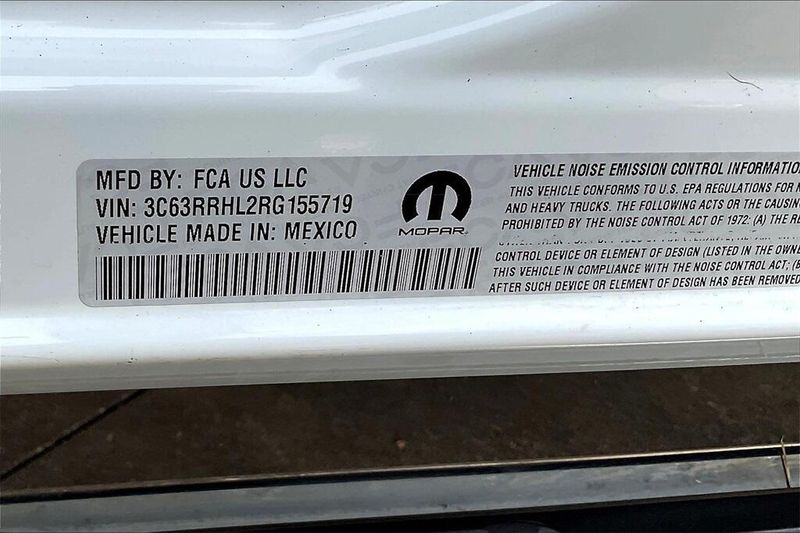 MFD BY: FCA US LLC
VIN: 3C63RRHL2RG155719
VEHICLE MADE IN: MEXICO
MOPAR
VEHICLE NOISE EMISSION CONTROL INFORMATIO
THIS VEHICLE CONFORMS TO U.S. EPA REGULATIONS FOR
AND HEAVY TRUCKS. THE FOLLOWING ACTS OR THE CAUSING
PROHIBITED BY THE NOISE CONTROL ACT OF 1972: (A) THE
CONTROL DEVICE OR ELEMENT OF DESIGN (LISTED IN THE OWNE
THIS VEHICLE IN COMPLIANCE WITH THE NOISE CONTROL ACT; (B
AFTER SUCH DEVICE OR ELEMENT OF DESIGN HAS BEEN REMOVED